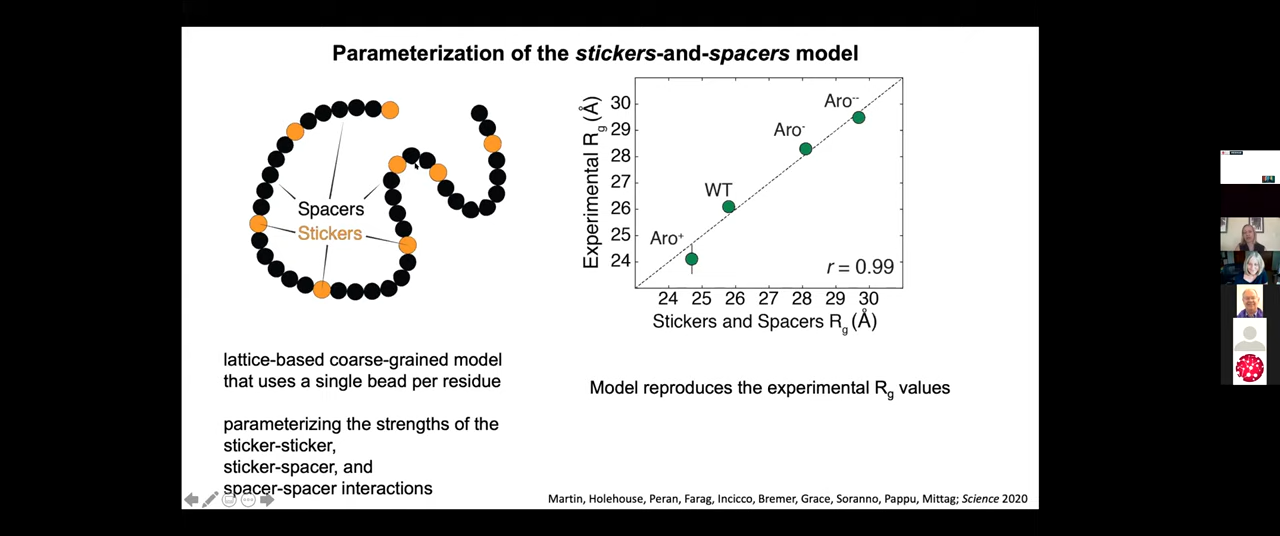 Parameterization of the stickers-and-spacers model
Spacers
Stickers
Experimental Rg (Å)
30
29
28
27
26
25
24
Aro--
Aro-
WT
Aro+
r = 0.99
24 25 26 27 28 29 30
Stickers and Spacers Rg (Å)
lattice-based coarse-grained model
that uses a single bead per residue
parameterizing the strengths of the
sticker-sticker,
sticker-spacer, and
spacer-spacer interactions
Model reproduces the experimental Rg values
Martin, Holehouse, Peran, Farag, Incicco, Bremer, Grace, Soranno, Pappu, Mittag; Science 2020